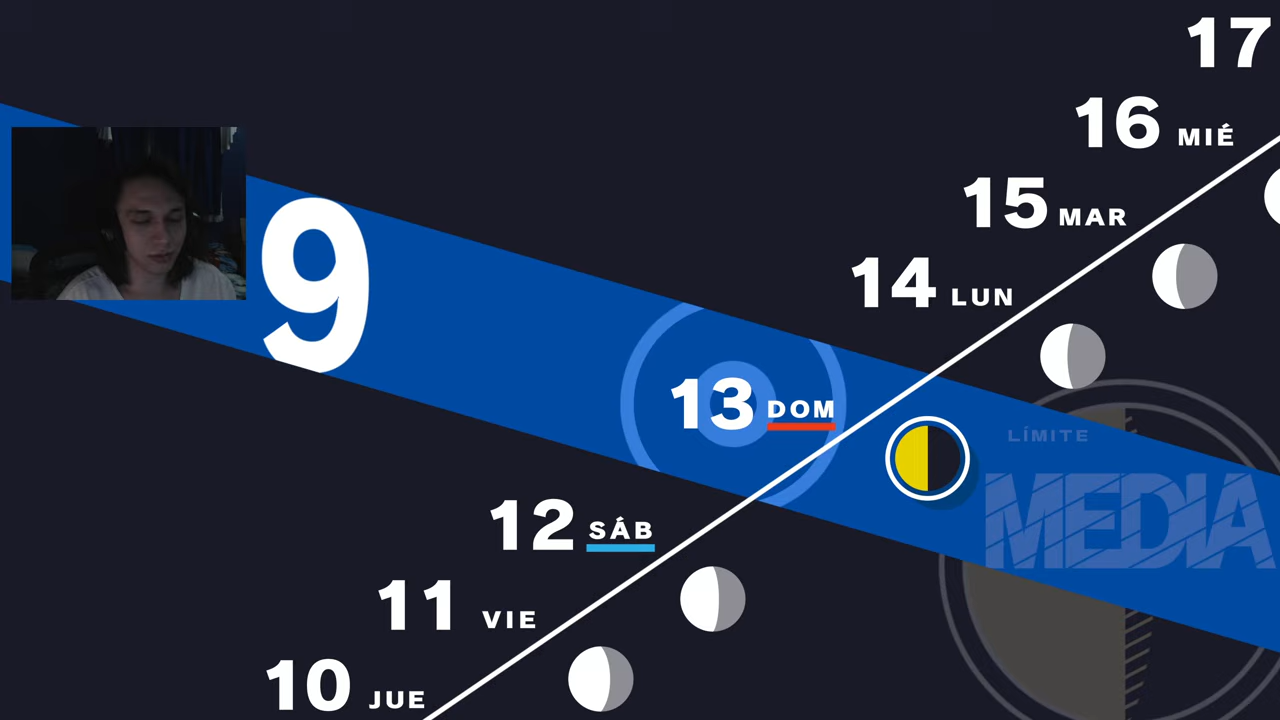 17
16 MIÉ
15 MAR
14 LUN
9
13 DOM
LÍMITE
MEDIA
12 SÁB
11 VIE
10 JUE